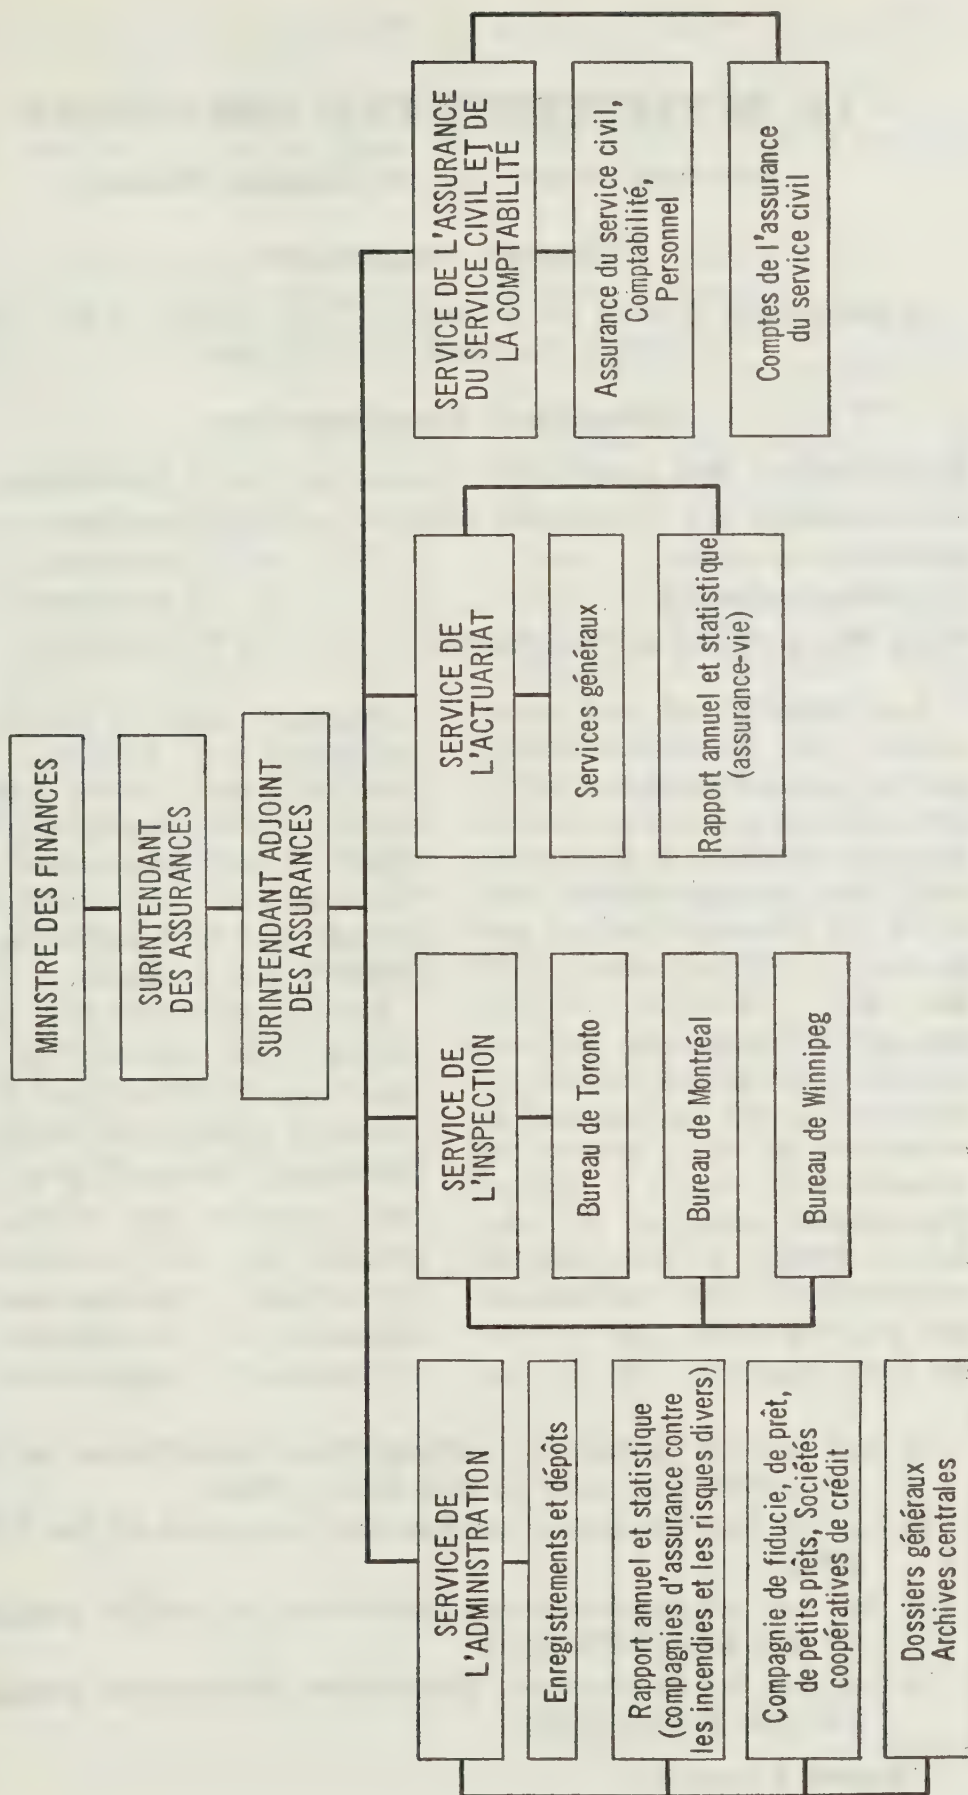 MINISTRE DES FINANCES
SURINTENDANT
DES ASSURANCES
SURINTENDANT ADJOINT
DES ASSURANCES
SERVICE DE
L'ADMINISTRATION
Enregistrements et dépôts
Rapport annuel et statistique
(compagnies d'assurance contre
les incendies et les risques divers)
Compagnie de fiducie, de prêt,
de petits prêts, Sociétés
coopératives de crédit
Dossiers généraux
Archives centrales
SERVICE DE
L'INSPECTION
Bureau de Toronto
Bureau de Montréal
Bureau de Winnipeg
SERVICE DE
L'ACTUARIAT
Services généraux
Rapport annuel et statistique
(assurance-vie)
SERVICE DE L'ASSURANCE
DU SERVICE CIVIL ET DE
LA COMPTABILITÉ
Assurance du service civil,
Comptabilité,
Personnel
Comptes de l'assurance
du service civil